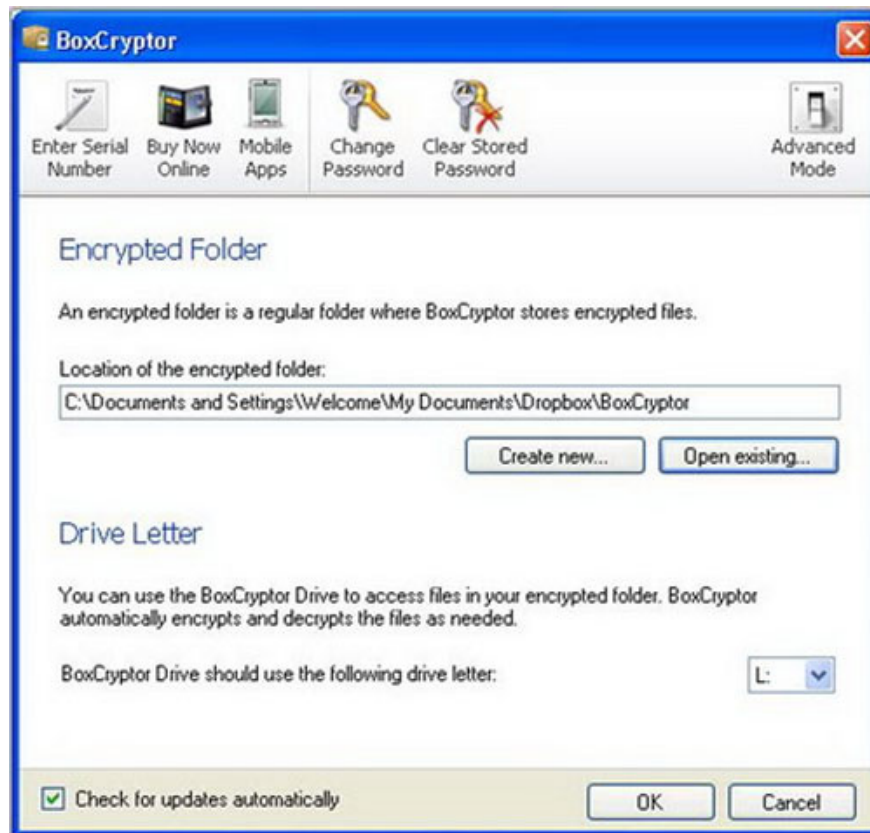 BoxCryptor
Enter Serial Number
Buy Now Online
Mobile Apps
Change Password
Clear Stored Password
Advanced Mode
Encrypted Folder
An encrypted folder is a regular folder where BoxCryptor stores encrypted files.
Location of the encrypted folder:
C:\Documents and Settings\Welcome\My Documents\Dropbox\BoxCryptor
Create new...
Open existing...
Drive Letter
You can use the BoxCryptor Drive to access files in your encrypted folder. BoxCryptor
automatically encrypts and decrypts the files as needed.
BoxCryptor Drive should use the following drive letter:
L:
Check for updates automatically
OK
Cancel